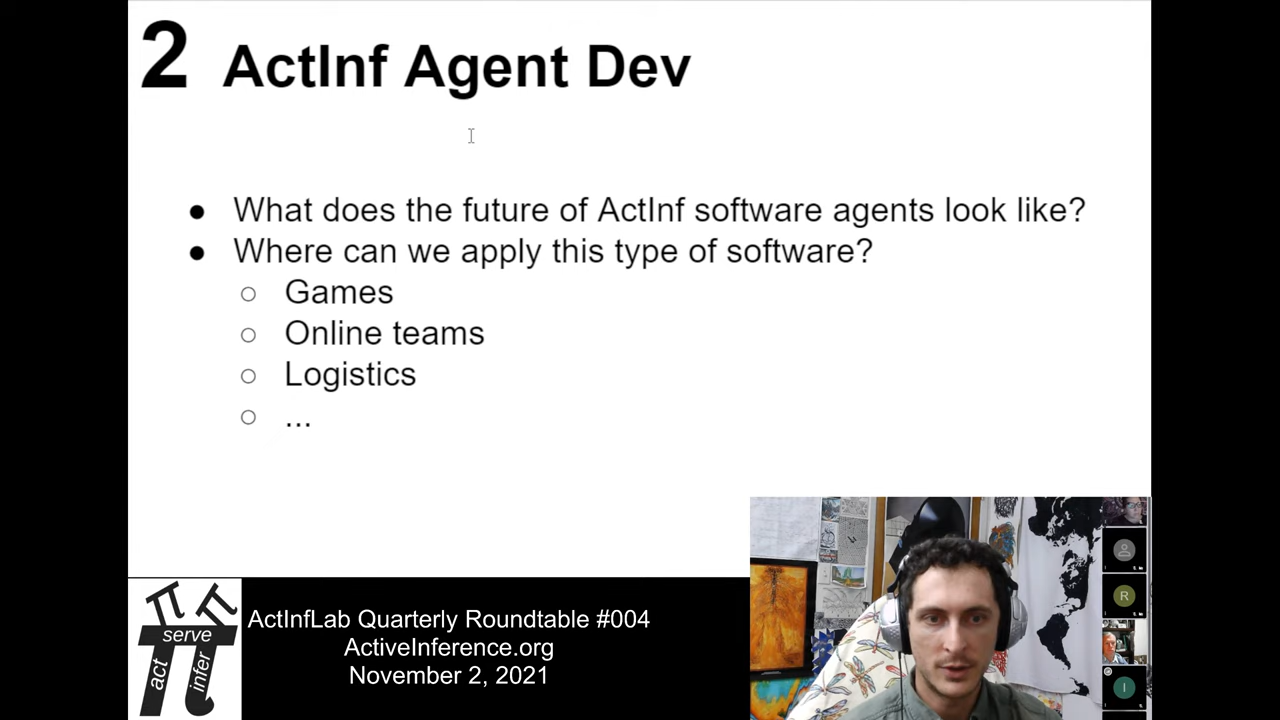 2 ActInf Agent Dev
● What does the future of ActInf software agents look like?
● Where can we apply this type of software?
○ Games
○ Online teams
○ Logistics
○ ...
π π
serve
act
infer
ActInfLab Quarterly Roundtable #004
ActiveInference.org
November 2, 2021
R
I